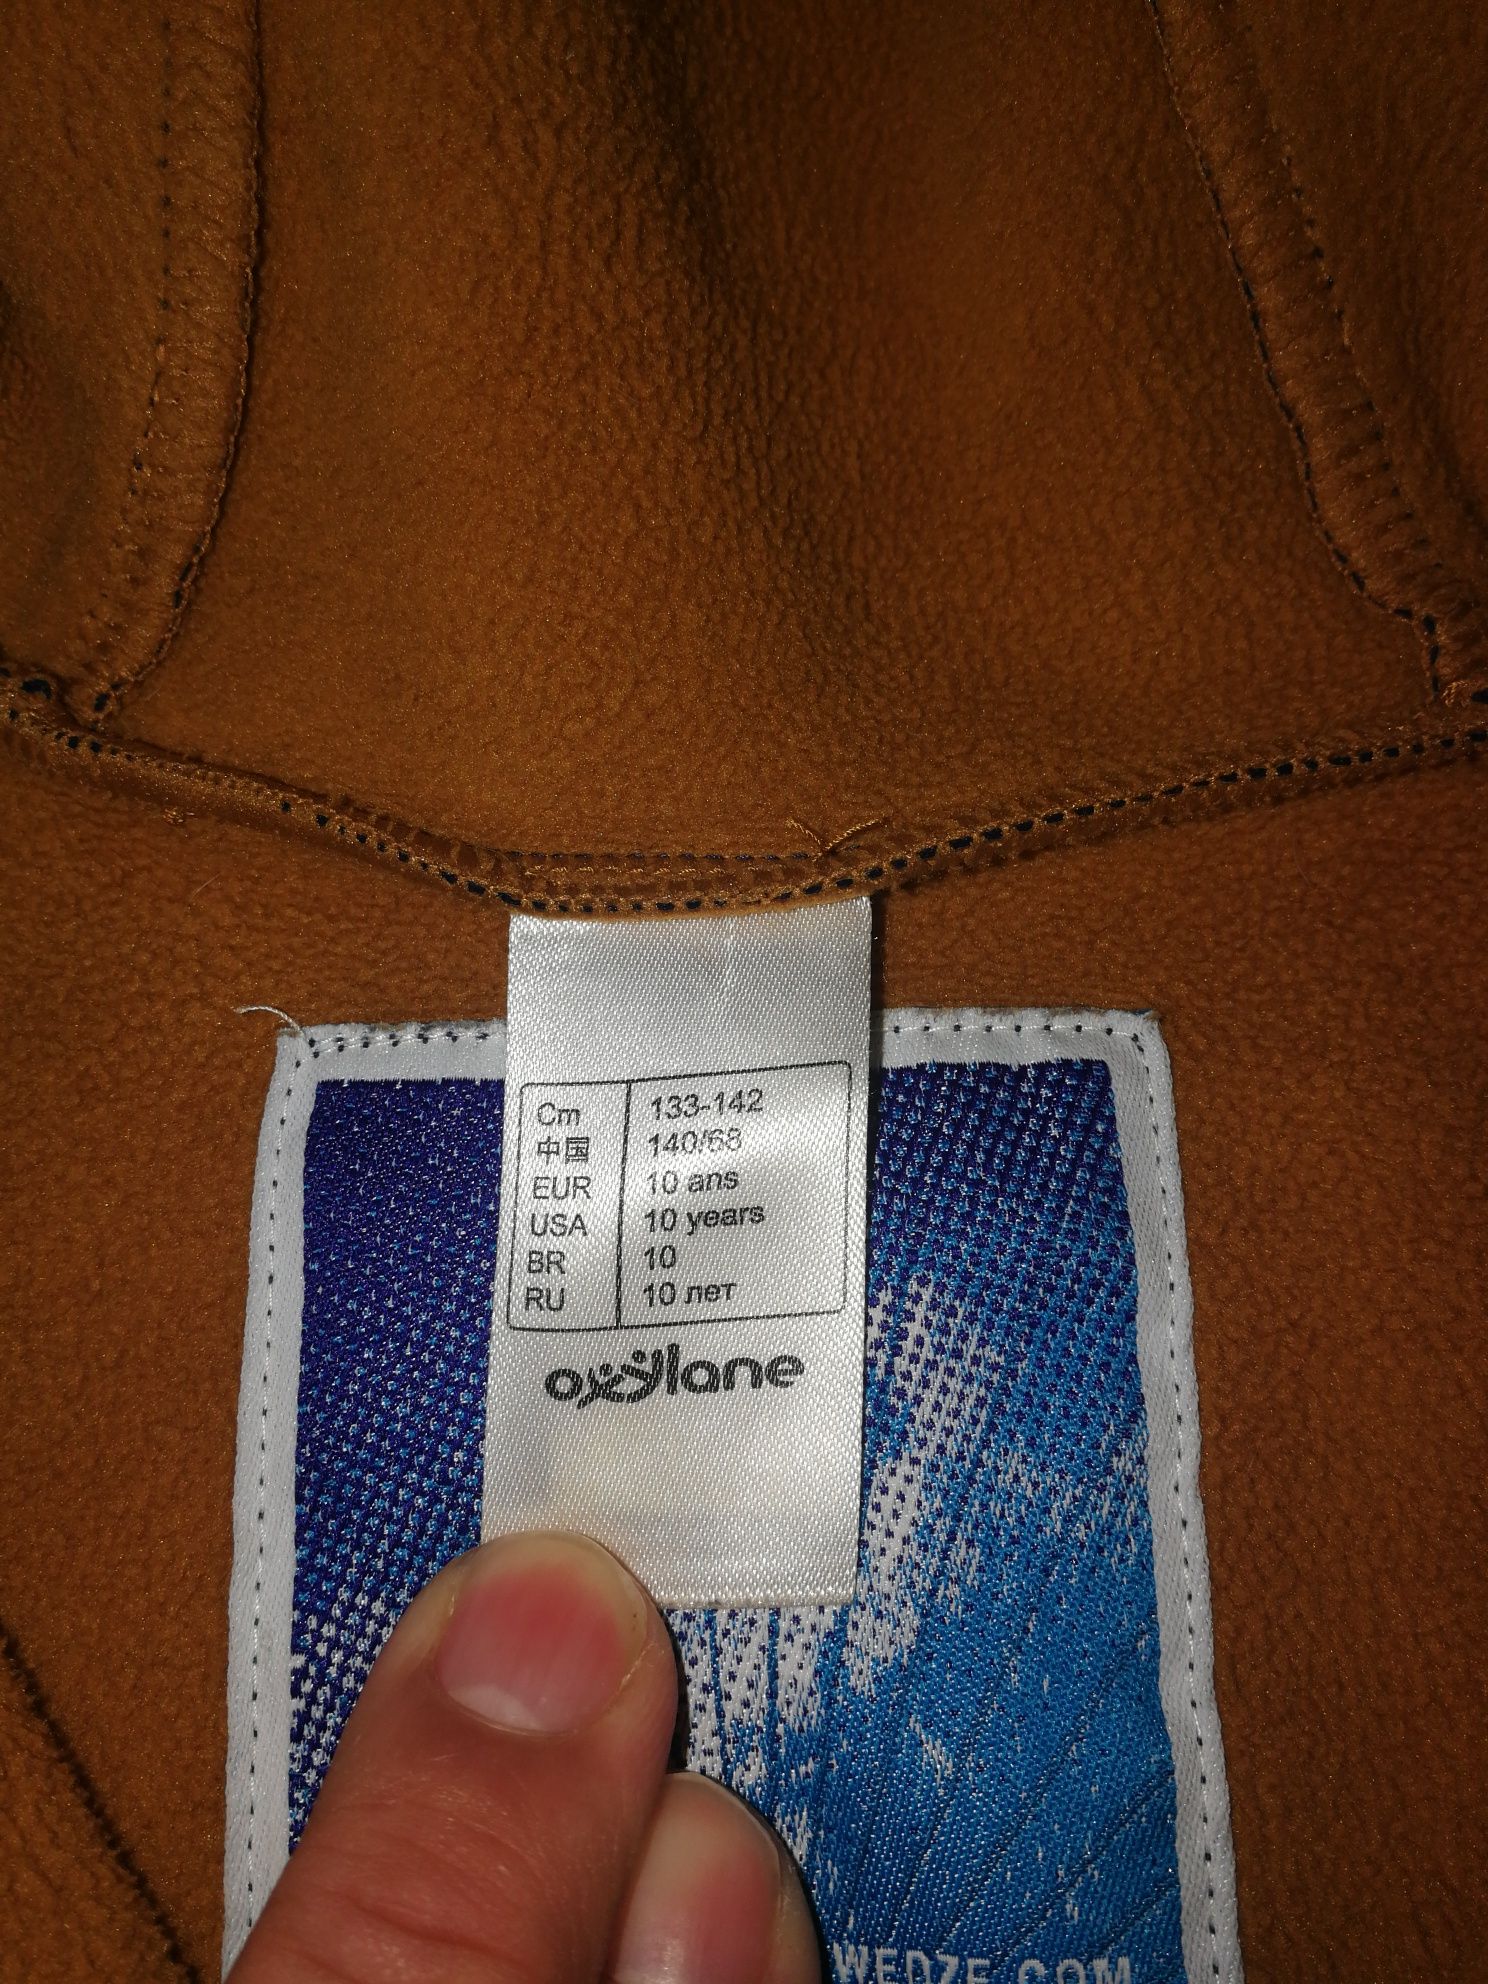 Cm 133-142
中国 140/68
EUR 10 ans
USA 10 years
BR 10
RU 10 лет
oxylane
WEDZE.COM